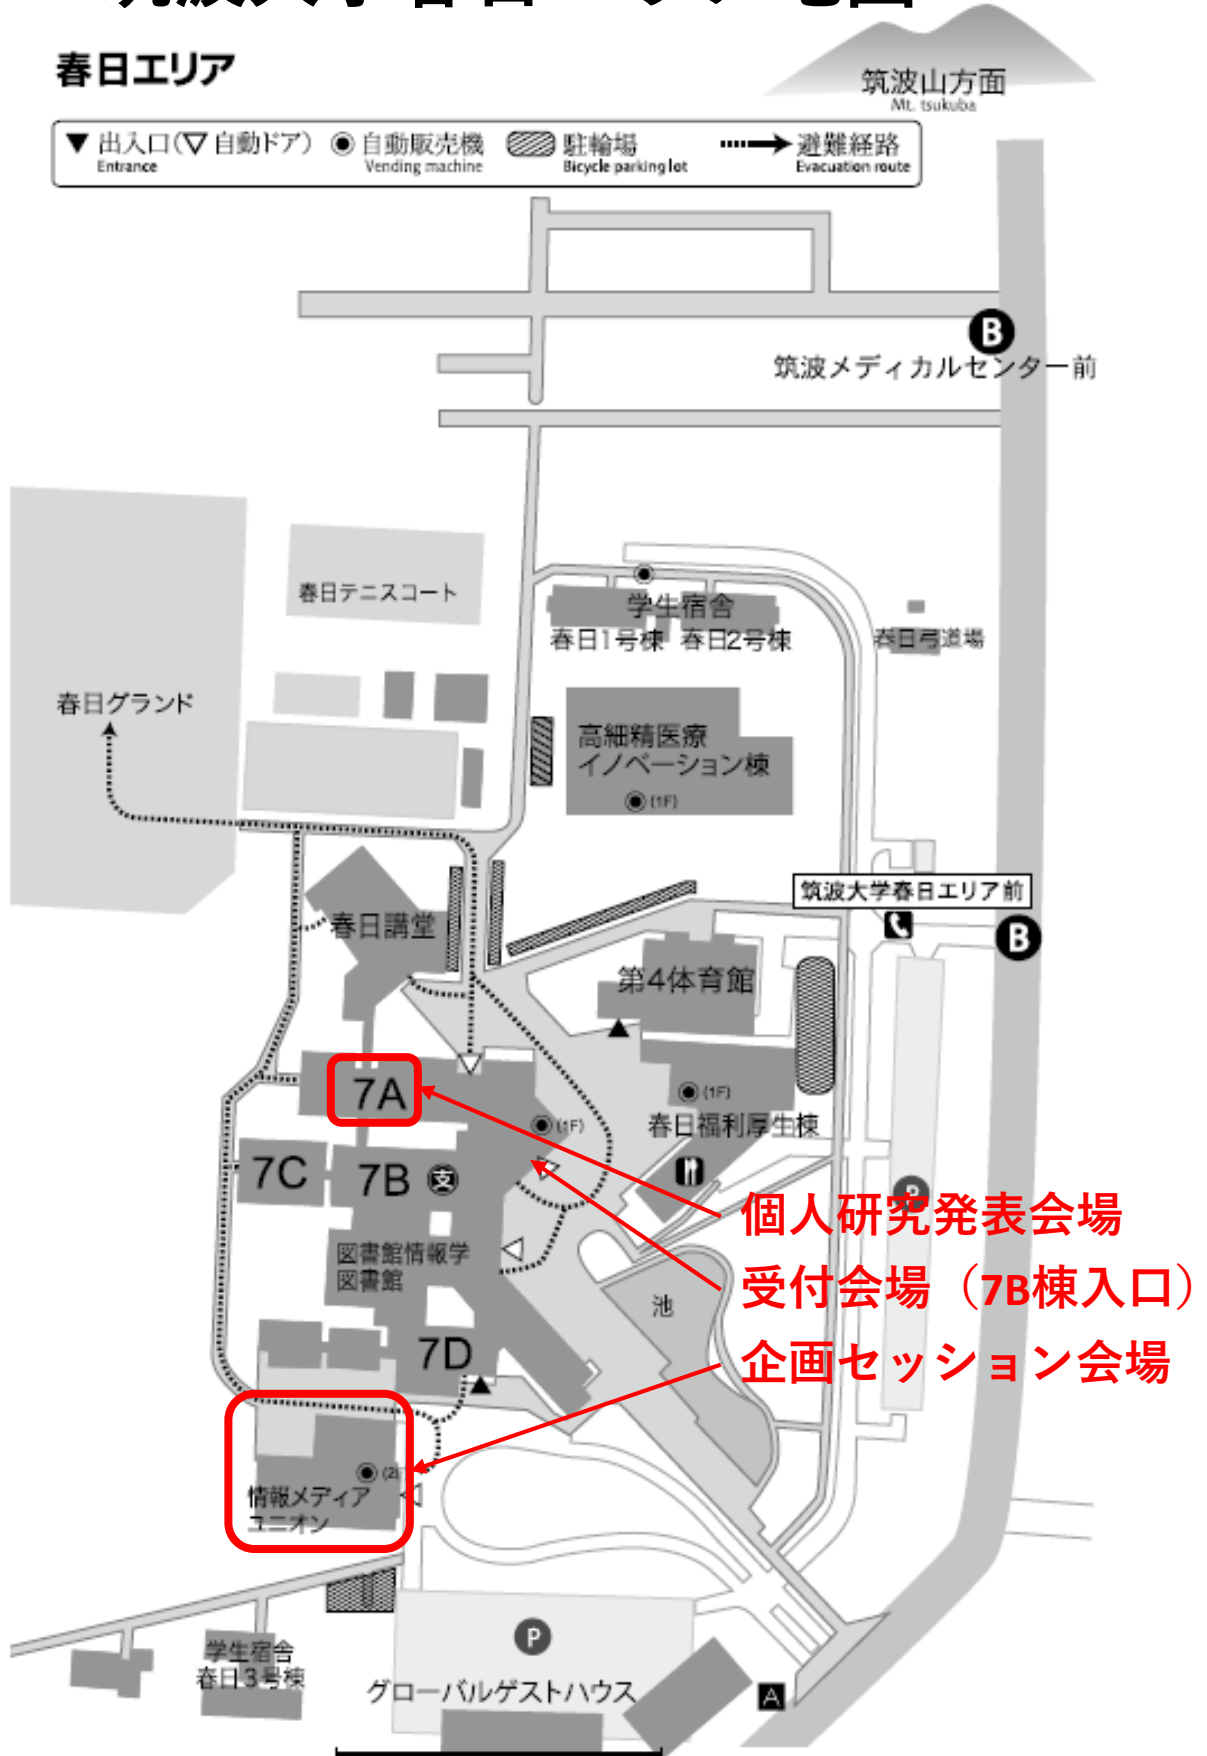 春日エリア
筑波山方面
Mt. tsukuba
▼ 出入口(▽ 自動ドア)
Entrance
自動販売機
Vending machine
駐輪場
Bicycle parking lot
避難経路
Evacuation route
B
筑波メディカルセンター前
春日テニスコート
学生宿舎
春日1号棟 春日2号棟
春日弓道場
春日グランド
高細精医療
イノベーション棟
(1F)
筑波大学春日エリア前
B
春日講堂
第4体育館
7A
(1F)
(1F)
春日福利厚生棟
7C
7B
支
P
個人研究発表会場
図書館情報学
図書館
受付会場（7B棟入口）
池
7D
企画セッション会場
情報メディア
ユニオン
P
学生宿舎
春日3号棟
グローバルゲストハウス
A